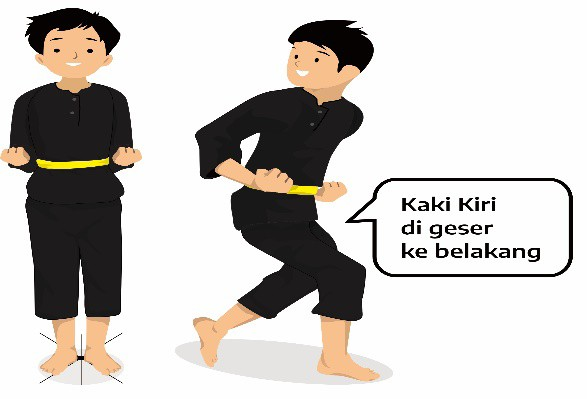 Kaki Kiri
di geser
ke belakang